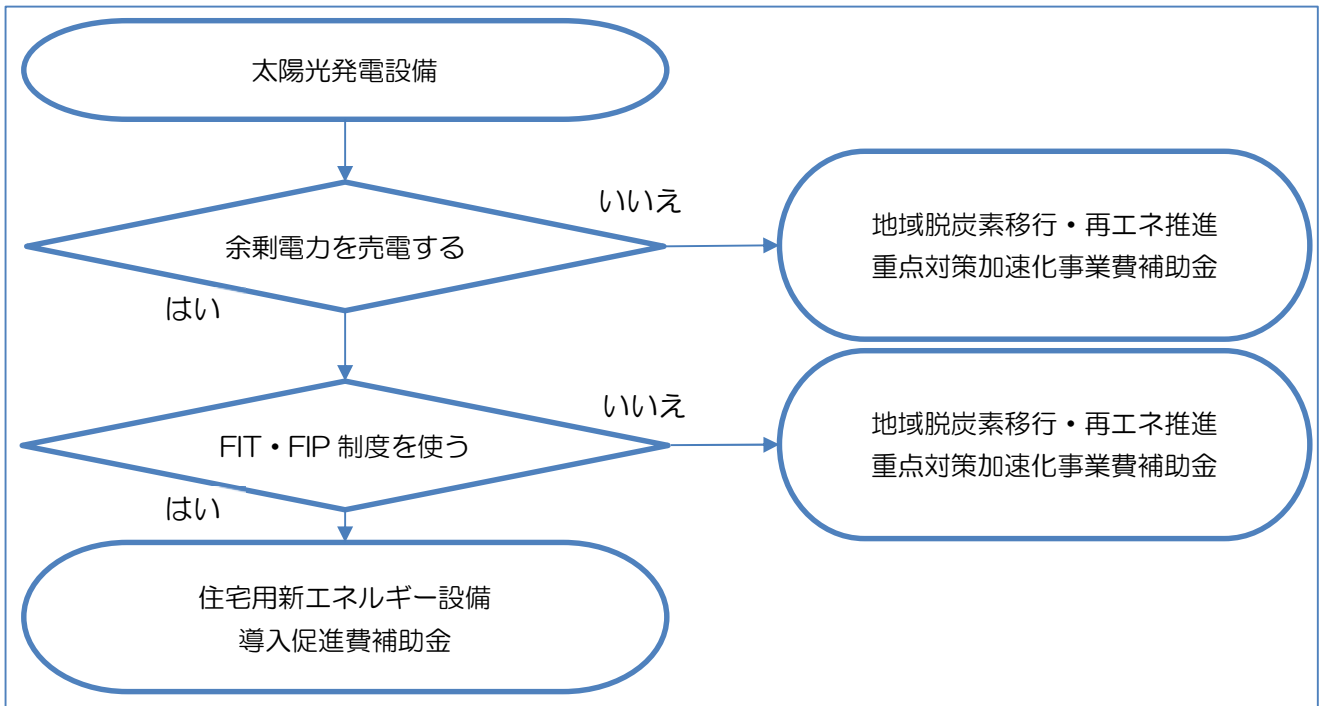 太陽光発電設備
余剰電力を売電する
いいえ
地域脱炭素移行・再エネ推進
重点対策加速化事業費補助金
はい
FIT・FIP 制度を使う
いいえ
地域脱炭素移行・再エネ推進
重点対策加速化事業費補助金
はい
住宅用新エネルギー設備
導入促進費補助金